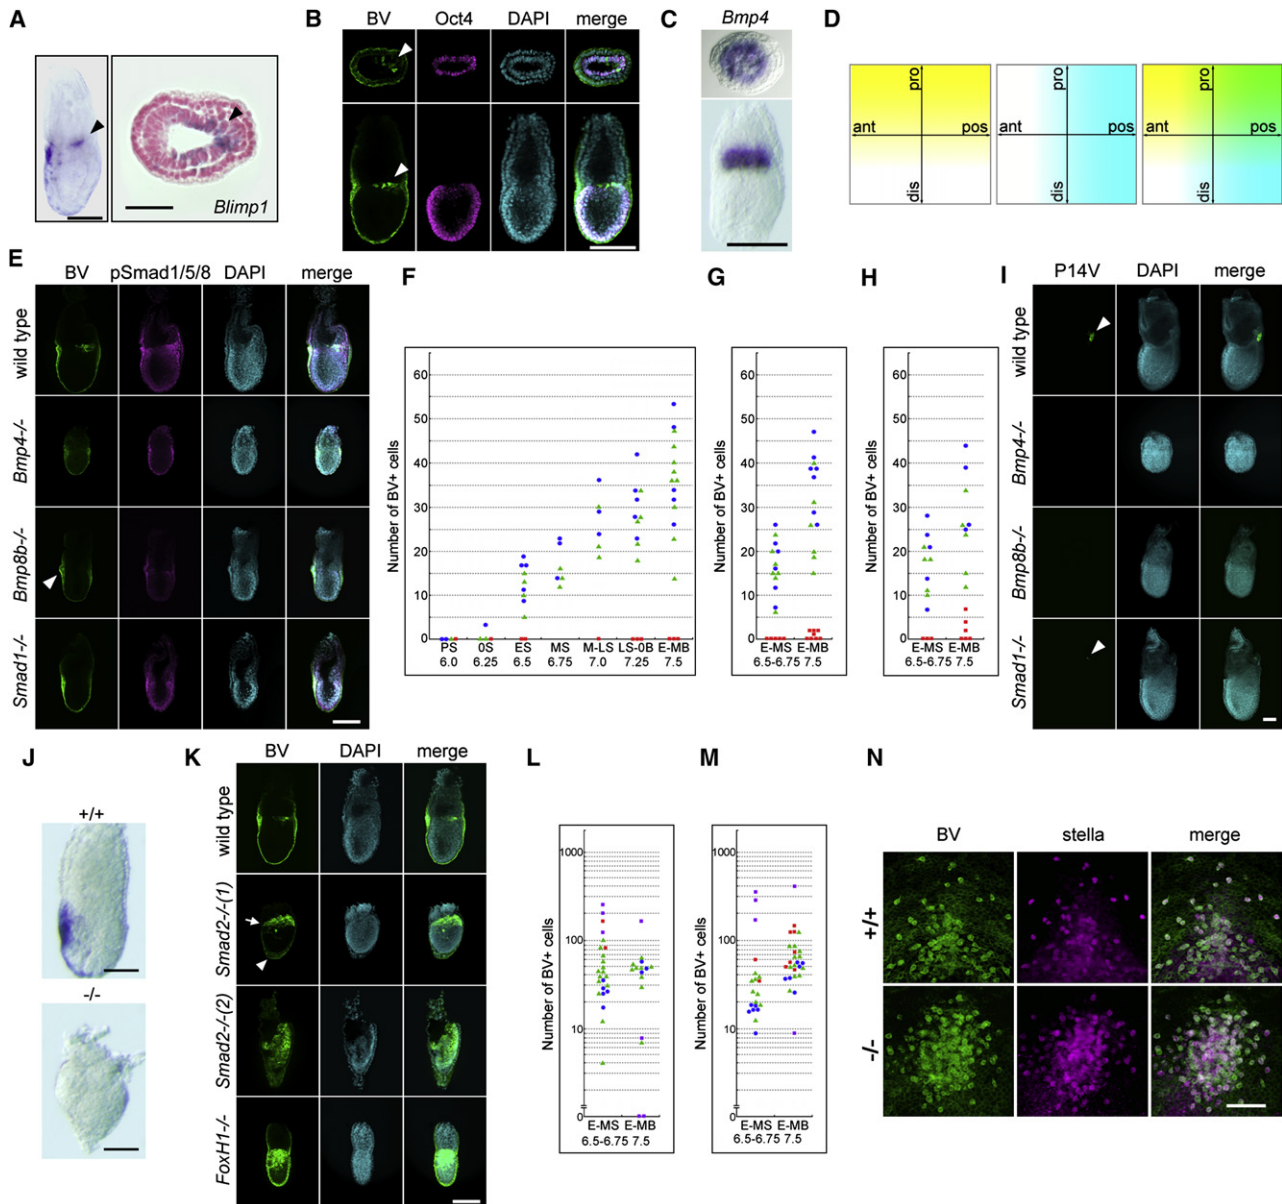 A
Blimp1
B
BV Oct4 DAPI merge
C
Bmp4
D
pro
ant pos
dis
pro
ant pos
dis
pro
ant pos
dis
E
BV pSmad1/5/8 DAPI merge
wild type
Bmp4-/-
Bmp8b-/-
Smad1-/-
F
Number of BV+ cells
60
50
40
30
20
10
0
PS 0S ES MS M-LS LS-0B E-MB
6.0 6.25 6.5 6.75 7.0 7.25 7.5
G
Number of BV+ cells
60
50
40
30
20
10
0
E-MS E-MB
6.5-6.75 7.5
H
Number of BV+ cells
60
50
40
30
20
10
0
E-MS E-MB
6.5-6.75 7.5
I
P14V DAPI merge
wild type
Bmp4-/-
Bmp8b-/-
Smad1-/-
J
+/+
-/-
K
BV DAPI merge
wild type
Smad2-/-(1)
Smad2-/-(2)
FoxH1-/-
L
Number of BV+ cells
1000
100
10
0
E-MS E-MB
6.5-6.75 7.5
M
Number of BV+ cells
1000
100
10
0
E-MS E-MB
6.5-6.75 7.5
N
BV stella merge
+/+
-/-